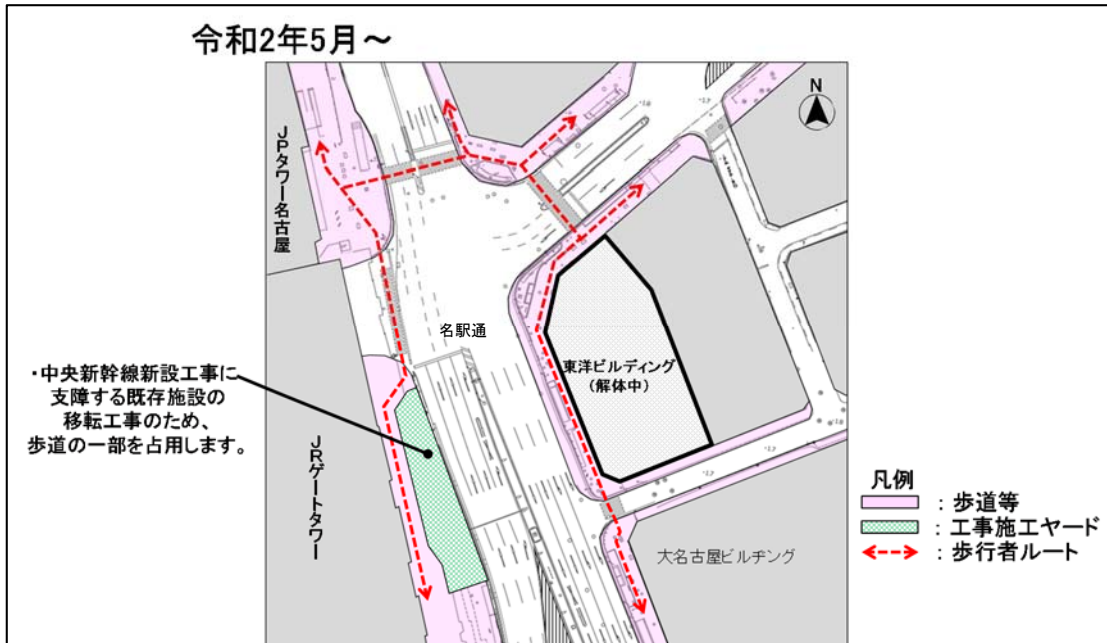 令和2年5月～
N
JPタワー名古屋
名駅通
東洋ビルディング
（解体中）
・中央新幹線新設工事に
支障する既存施設の
移転工事のため、
歩道の一部を占用します。
JRゲートタワー
大名古屋ビルヂング
凡例
：歩道等
：工事施工ヤード
：歩行者ルート